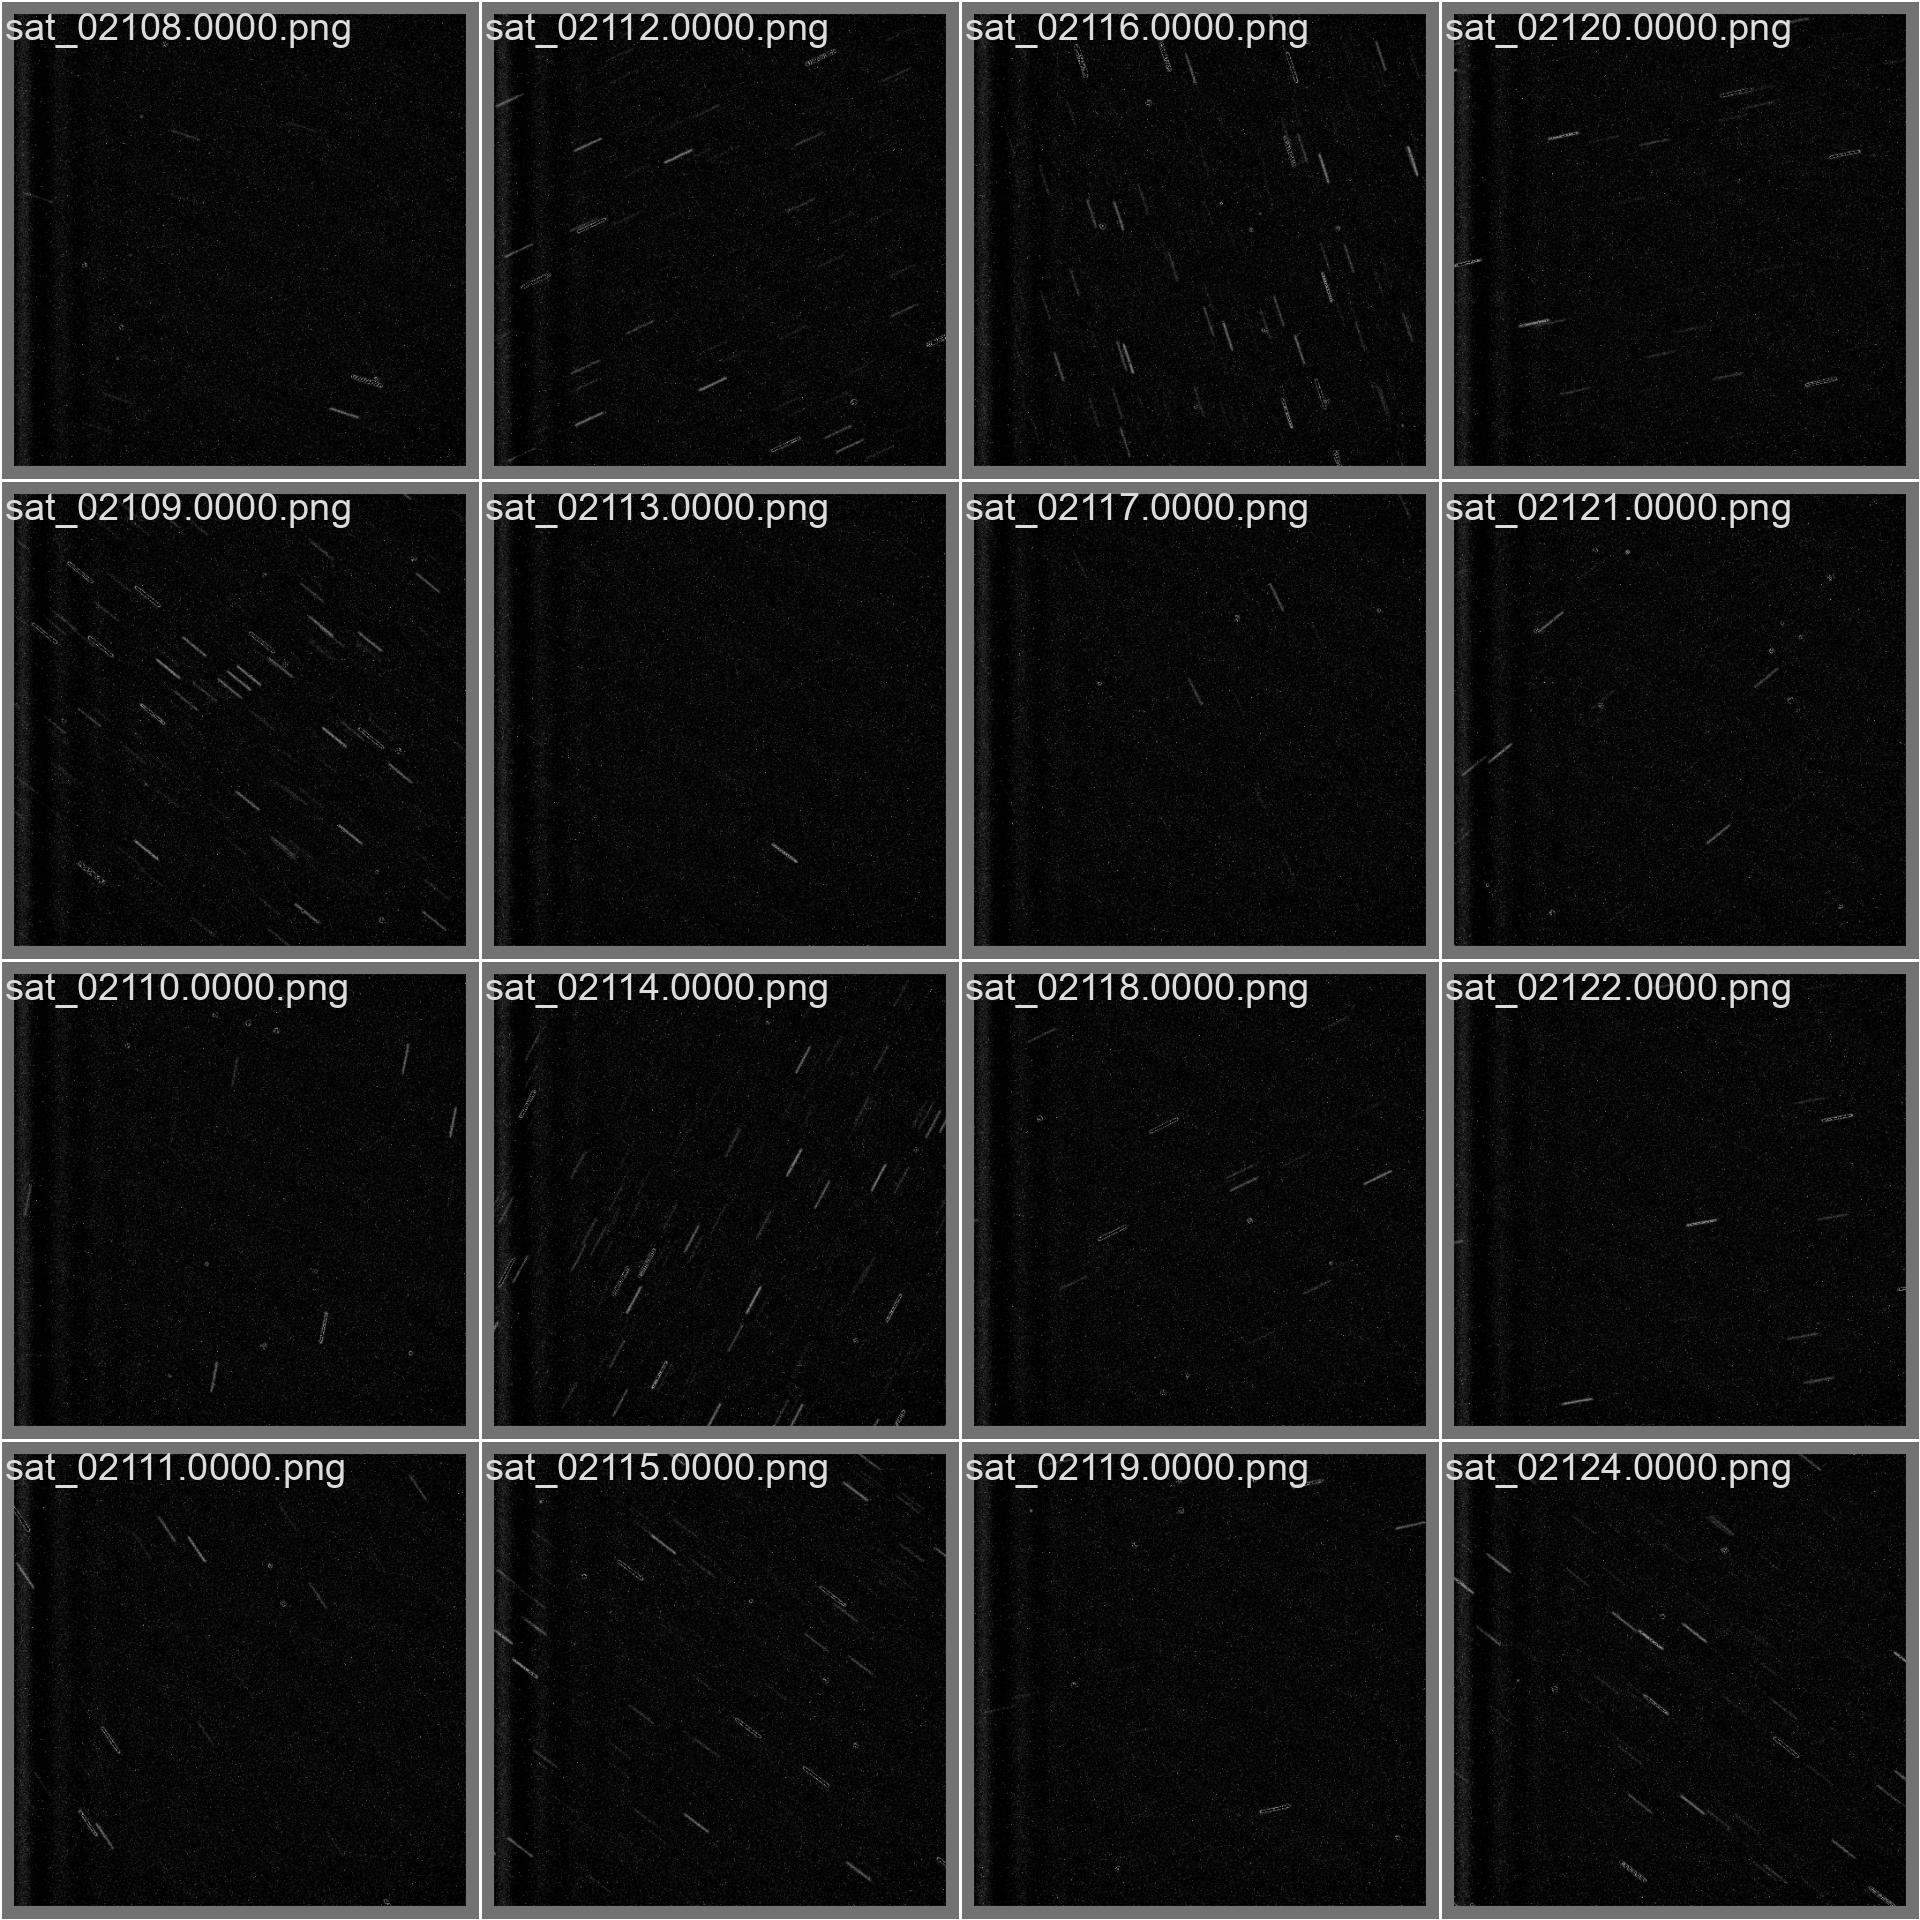 sat_02108.0000.png
sat_02112.0000.png
sat_02116.0000.png
sat_02120.0000.png
sat_02109.0000.png
sat_02113.0000.png
sat_02117.0000.png
sat_02121.0000.png
sat_02110.0000.png
sat_02114.0000.png
sat_02118.0000.png
sat_02122.0000.png
sat_02111.0000.png
sat_02115.0000.png
sat_02119.0000.png
sat_02124.0000.png